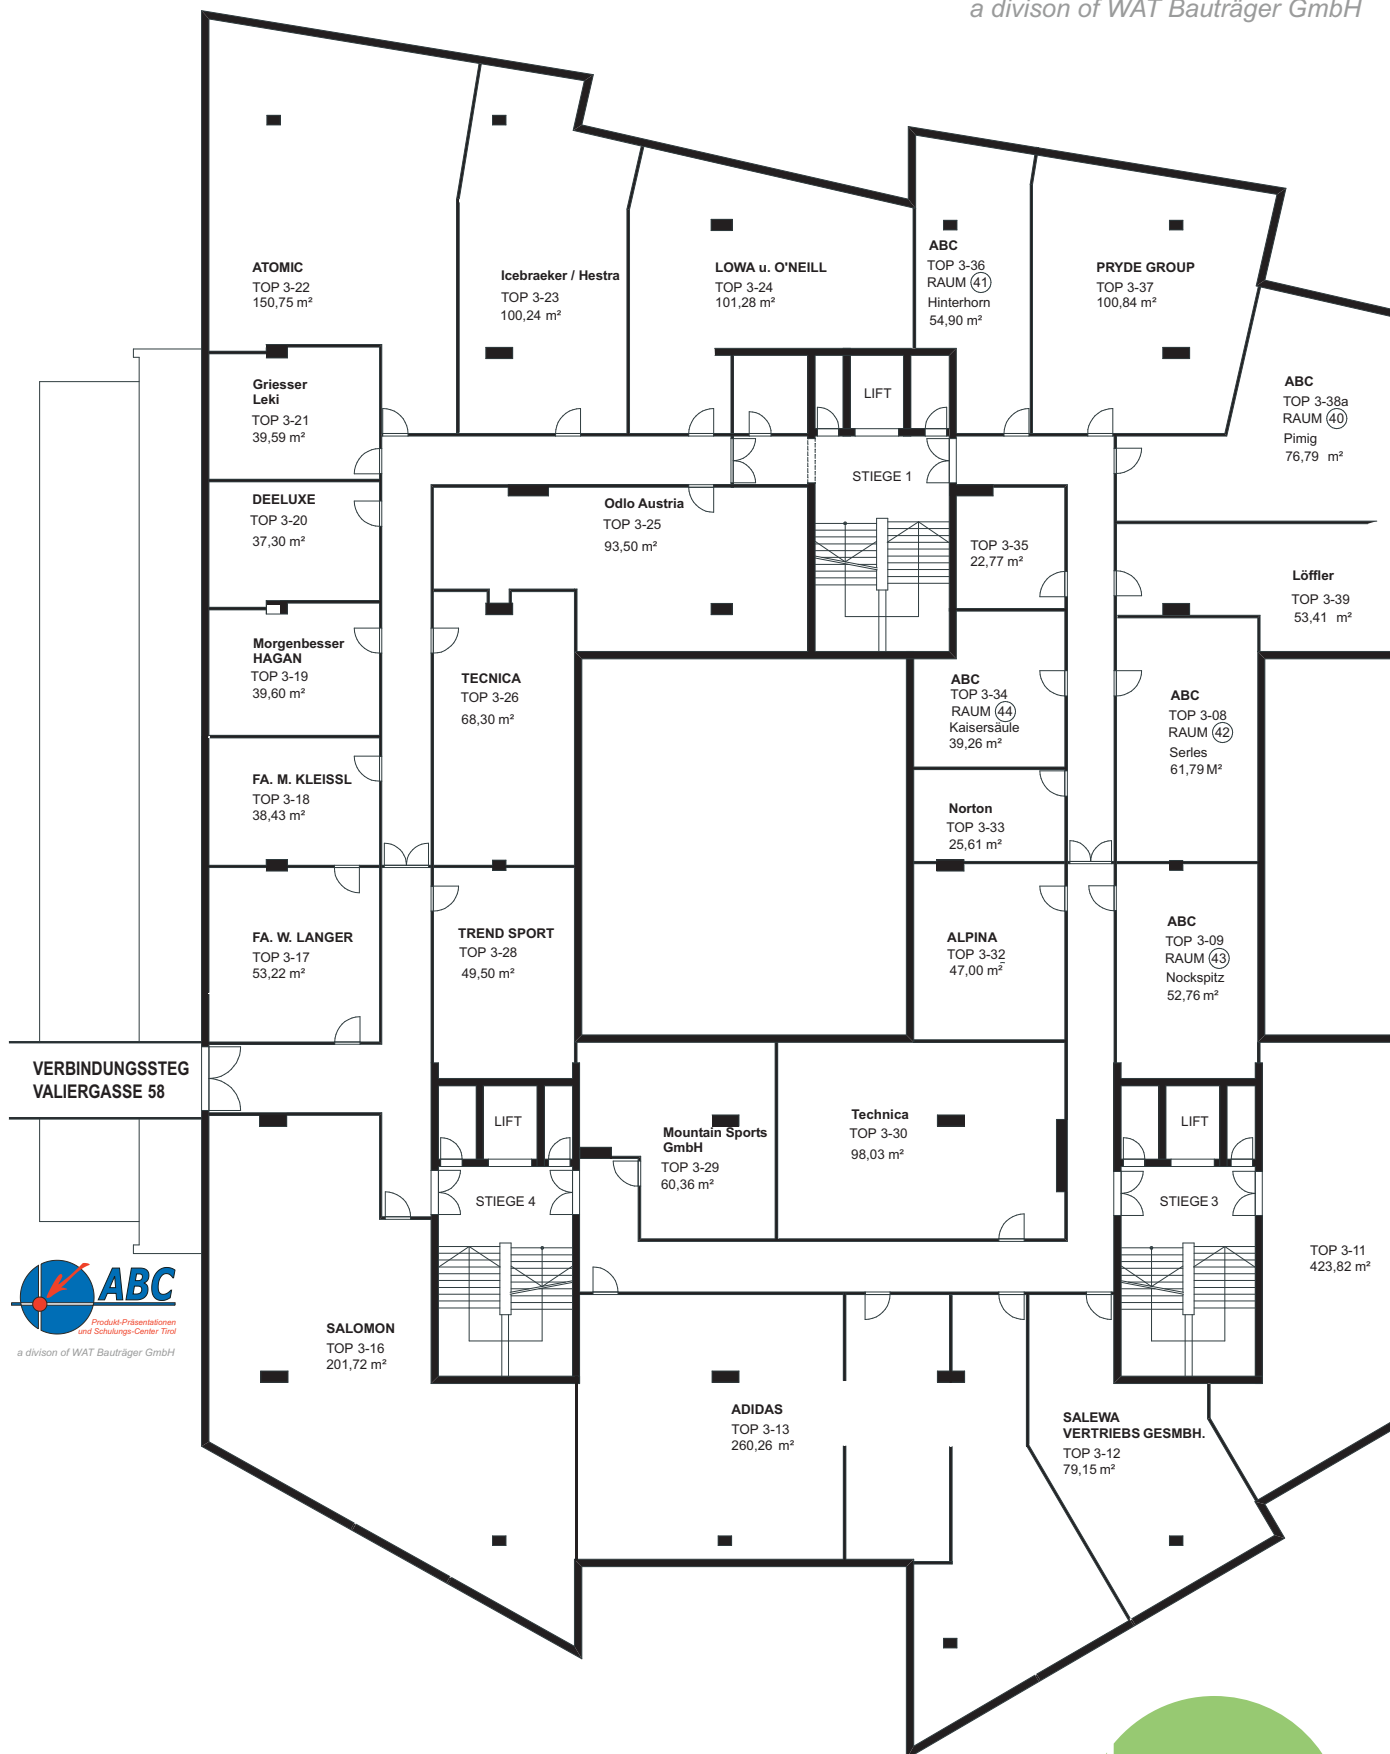 a divison of WAT Bauträger GmbH
ATOMIC
TOP 3-22
150,75 m²
Icebraeker / Hestra
TOP 3-23
100,24 m²
LOWA u. O'NEILL
TOP 3-24
101,28 m²
ABC
TOP 3-36
RAUM 41
Hinterhorn
54,90 m²
PRYDE GROUP
TOP 3-37
100,84 m²
ABC
TOP 3-38a
RAUM 40
Pimig
76,79 m²
Griesser
Leki
TOP 3-21
39,59 m²
LIFT
STIEGE 1
DEELUXE
TOP 3-20
37,30 m²
Odlo Austria
TOP 3-25
93,50 m²
TOP 3-35
22,77 m²
Löffler
TOP 3-39
53,41 m²
Morgenbesser
HAGAN
TOP 3-19
39,60 m²
TECNICA
TOP 3-26
68,30 m²
ABC
TOP 3-34
RAUM 44
Kaisersäule
39,26 m²
ABC
TOP 3-08
RAUM 42
Serles
61,79 M²
FA. M. KLEISSL
TOP 3-18
38,43 m²
Norton
TOP 3-33
25,61 m²
FA. W. LANGER
TOP 3-17
53,22 m²
TREND SPORT
TOP 3-28
49,50 m²
ALPINA
TOP 3-32
47,00 m²
ABC
TOP 3-09
RAUM 43
Nockspitz
52,76 m²
VERBINDUNGSSTEG
VALIERGASSE 58
LIFT
STIEGE 4
Mountain Sports
GmbH
TOP 3-29
60,36 m²
Technica
TOP 3-30
98,03 m²
LIFT
STIEGE 3
TOP 3-11
423,82 m²
ABC
Produkt-Präsentationen
und Schulungs-Center Tirol
a divison of WAT Bauträger GmbH
SALOMON
TOP 3-16
201,72 m²
ADIDAS
TOP 3-13
260,26 m²
SALEWA
VERTRIEBS GESMBH.
TOP 3-12
79,15 m²